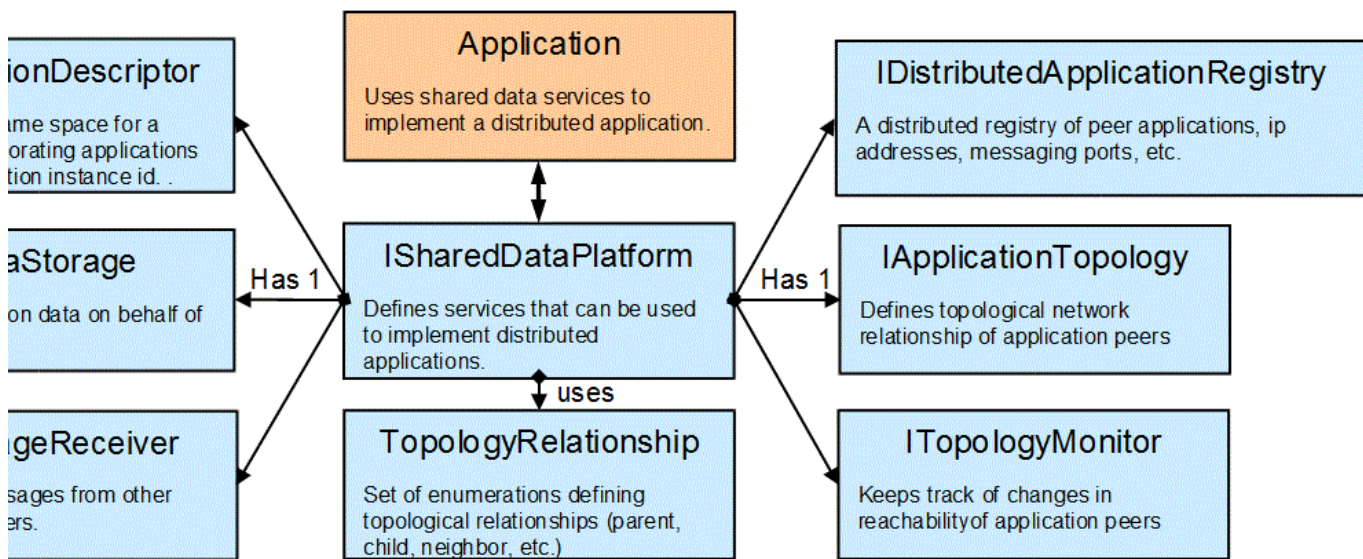 ionDescriptor
ame space for a
orating applications
tion instance id. .
Application
Uses shared data services to
implement a distributed application.
IDistributedApplicationRegistry
A distributed registry of peer applications, ip
addresses, messaging ports, etc.
aStorage
on data on behalf of
Has 1
ISharedDataPlatform
Defines services that can be used
to implement distributed
applications.
Has 1
IApplicationTopology
Defines topological network
relationship of application peers
uses
ageReceiver
sages from other
ers.
TopologyRelationship
Set of enumerations defining
topological relationships (parent,
child, neighbor, etc.)
ITopologyMonitor
Keeps track of changes in
reachabilityof application peers